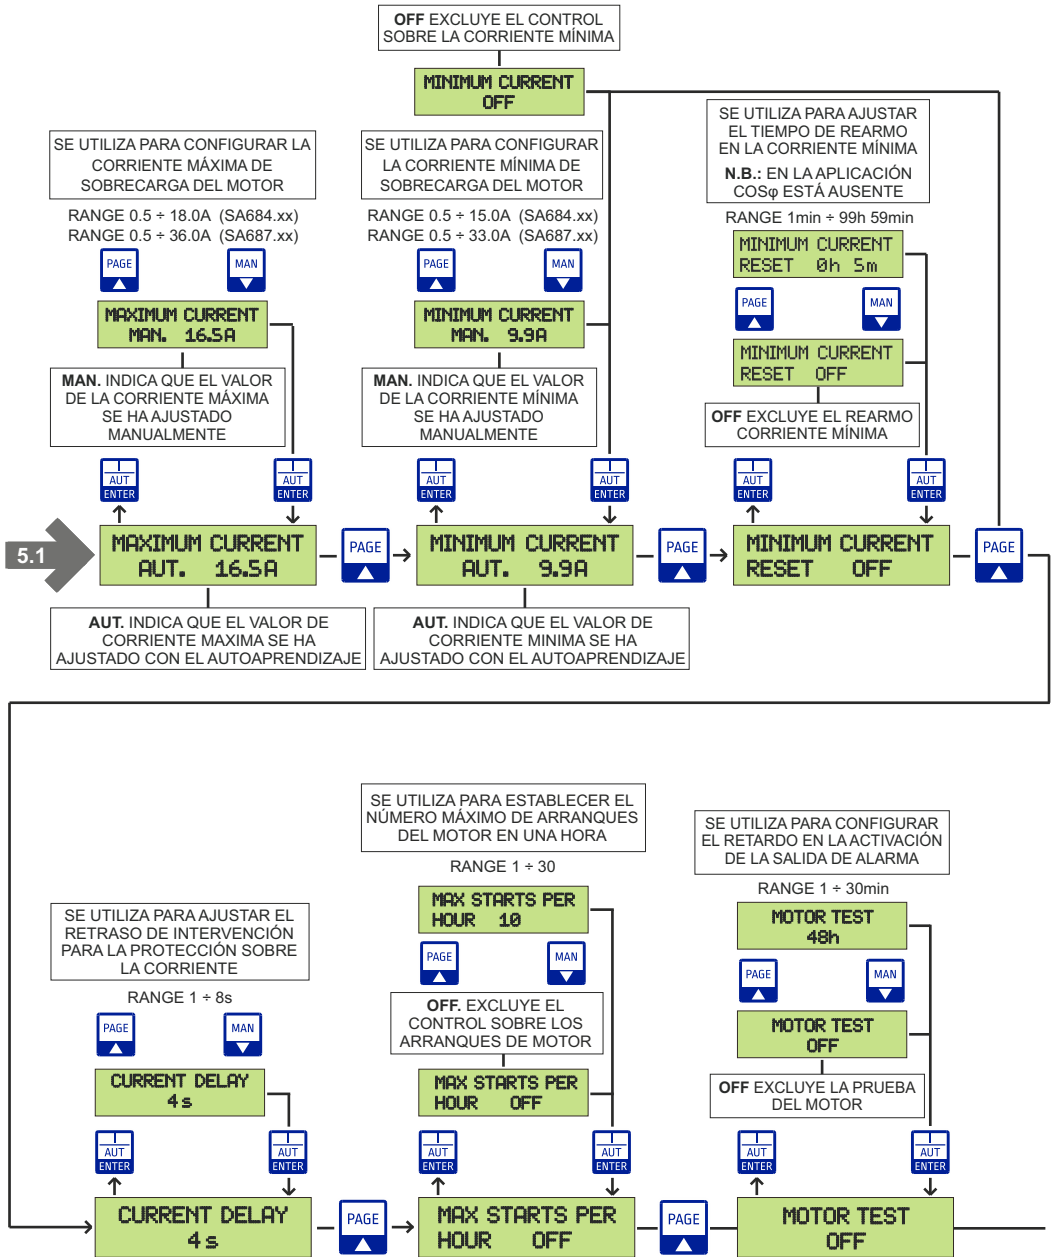 OFF EXCLUYE EL CONTROL
SOBRE LA CORRIENTE MÍNIMA
MINIMUM CURRENT
OFF
SE UTILIZA PARA CONFIGURAR LA
CORRIENTE MÁXIMA DE
SOBRECARGA DEL MOTOR
RANGE 0.5 ÷ 18.0A (SA684.xx)
RANGE 0.5 ÷ 36.0A (SA687.xx)
PAGE
MAN
MAXIMUM CURRENT
MAN. 16.5A
MAN. INDICA QUE EL VALOR
DE LA CORRIENTE MÁXIMA
SE HA AJUSTADO
MANUALMENTE
SE UTILIZA PARA CONFIGURAR
LA CORRIENTE MÍNIMA DE
SOBRECARGA DEL MOTOR
RANGE 0.5 ÷ 15.0A (SA684.xx)
RANGE 0.5 ÷ 33.0A (SA687.xx)
PAGE
MAN
MINIMUM CURRENT
MAN. 9.9A
MAN. INDICA QUE EL VALOR
DE LA CORRIENTE MÍNIMA
SE HA AJUSTADO
MANUALMENTE
SE UTILIZA PARA AJUSTAR
EL TIEMPO DE REARMO
EN LA CORRIENTE MÍNIMA
N.B.: EN LA APLICACIÓN
COSφ ESTÁ AUSENTE
RANGE 1min ÷ 99h 59min
MINIMUM CURRENT
RESET 0h 5m
PAGE
MAN
MINIMUM CURRENT
RESET OFF
OFF EXCLUYE EL REARMO
CORRIENTE MÍNIMA
AUT
ENTER
AUT
ENTER
AUT
ENTER
AUT
ENTER
AUT
ENTER
AUT
ENTER
5.1
MAXIMUM CURRENT
AUT. 16.5A
PAGE
MINIMUM CURRENT
AUT. 9.9A
PAGE
MINIMUM CURRENT
RESET OFF
PAGE
AUT. INDICA QUE EL VALOR DE
CORRIENTE MAXIMA SE HA
AJUSTADO CON EL AUTOAPRENDIZAJE
AUT. INDICA QUE EL VALOR DE
CORRIENTE MINIMA SE HA
AJUSTADO CON EL AUTOAPRENDIZAJE
SE UTILIZA PARA AJUSTAR EL
RETRASO DE INTERVENCIÓN
PARA LA PROTECCIÓN SOBRE
LA CORRIENTE
RANGE 1 ÷ 8s
PAGE
MAN
CURRENT DELAY
4s
SE UTILIZA PARA ESTABLECER EL
NÚMERO MÁXIMO DE ARRANQUES
DEL MOTOR EN UNA HORA
RANGE 1 ÷ 30
MAX STARTS PER
HOUR 10
PAGE
MAN
OFF. EXCLUYE EL
CONTROL SOBRE LOS
ARRANQUES DE MOTOR
MAX STARTS PER
HOUR OFF
SE UTILIZA PARA CONFIGURAR
EL RETARDO EN LA ACTIVACIÓN
DE LA SALIDA DE ALARMA
RANGE 1 ÷ 30min
MOTOR TEST
48h
PAGE
MAN
MOTOR TEST
OFF
OFF EXCLUYE LA PRUEBA
DEL MOTOR
AUT
ENTER
AUT
ENTER
AUT
ENTER
AUT
ENTER
AUT
ENTER
AUT
ENTER
CURRENT DELAY
4s
PAGE
MAX STARTS PER
HOUR OFF
PAGE
MOTOR TEST
OFF